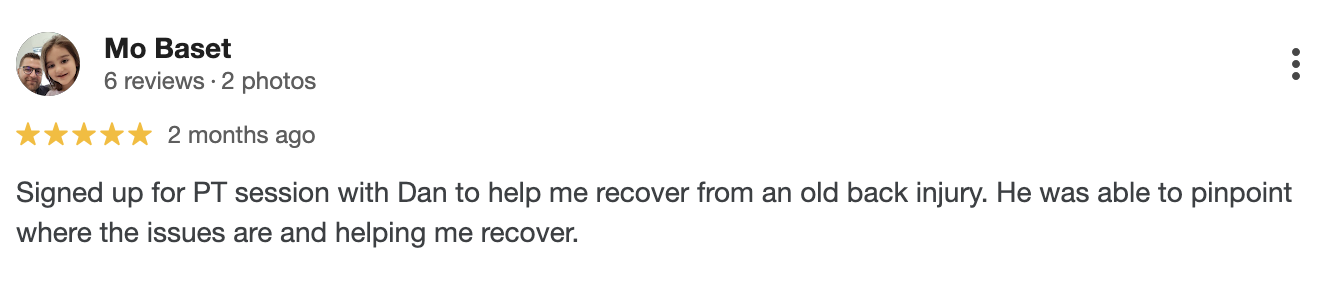 Mo Baset
6 reviews · 2 photos
2 months ago
Signed up for PT session with Dan to help me recover from an old back injury. He was able to pinpoint
where the issues are and helping me recover.